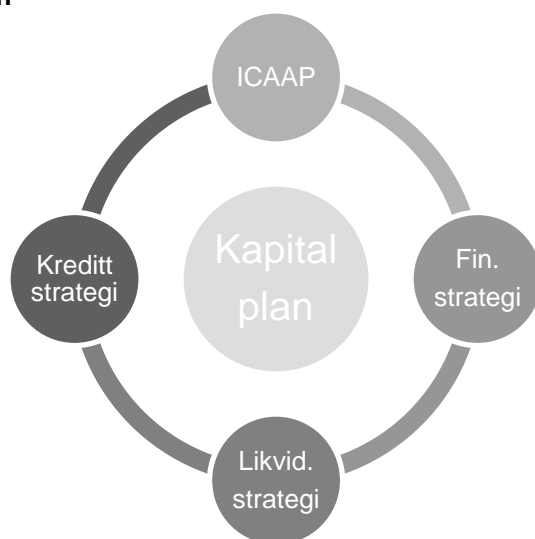 ICAAP
Kreditt
strategi
Kapital
plan
Fin.
strategi
Likvid.
strategi